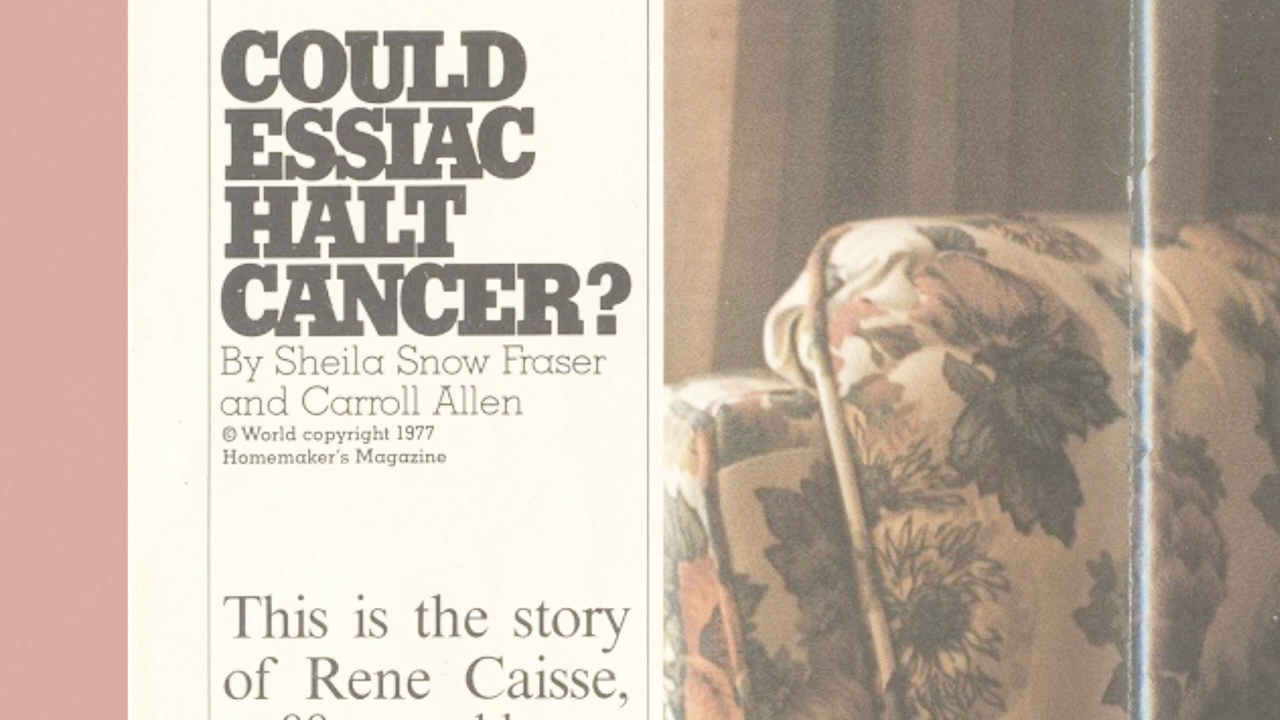 COULD
ESSIAC
HALT
CANCER?
By Sheila Snow Fraser
and Carroll Allen
© World copyright 1977
Homemaker's Magazine
This is the story
of Rene Caisse,